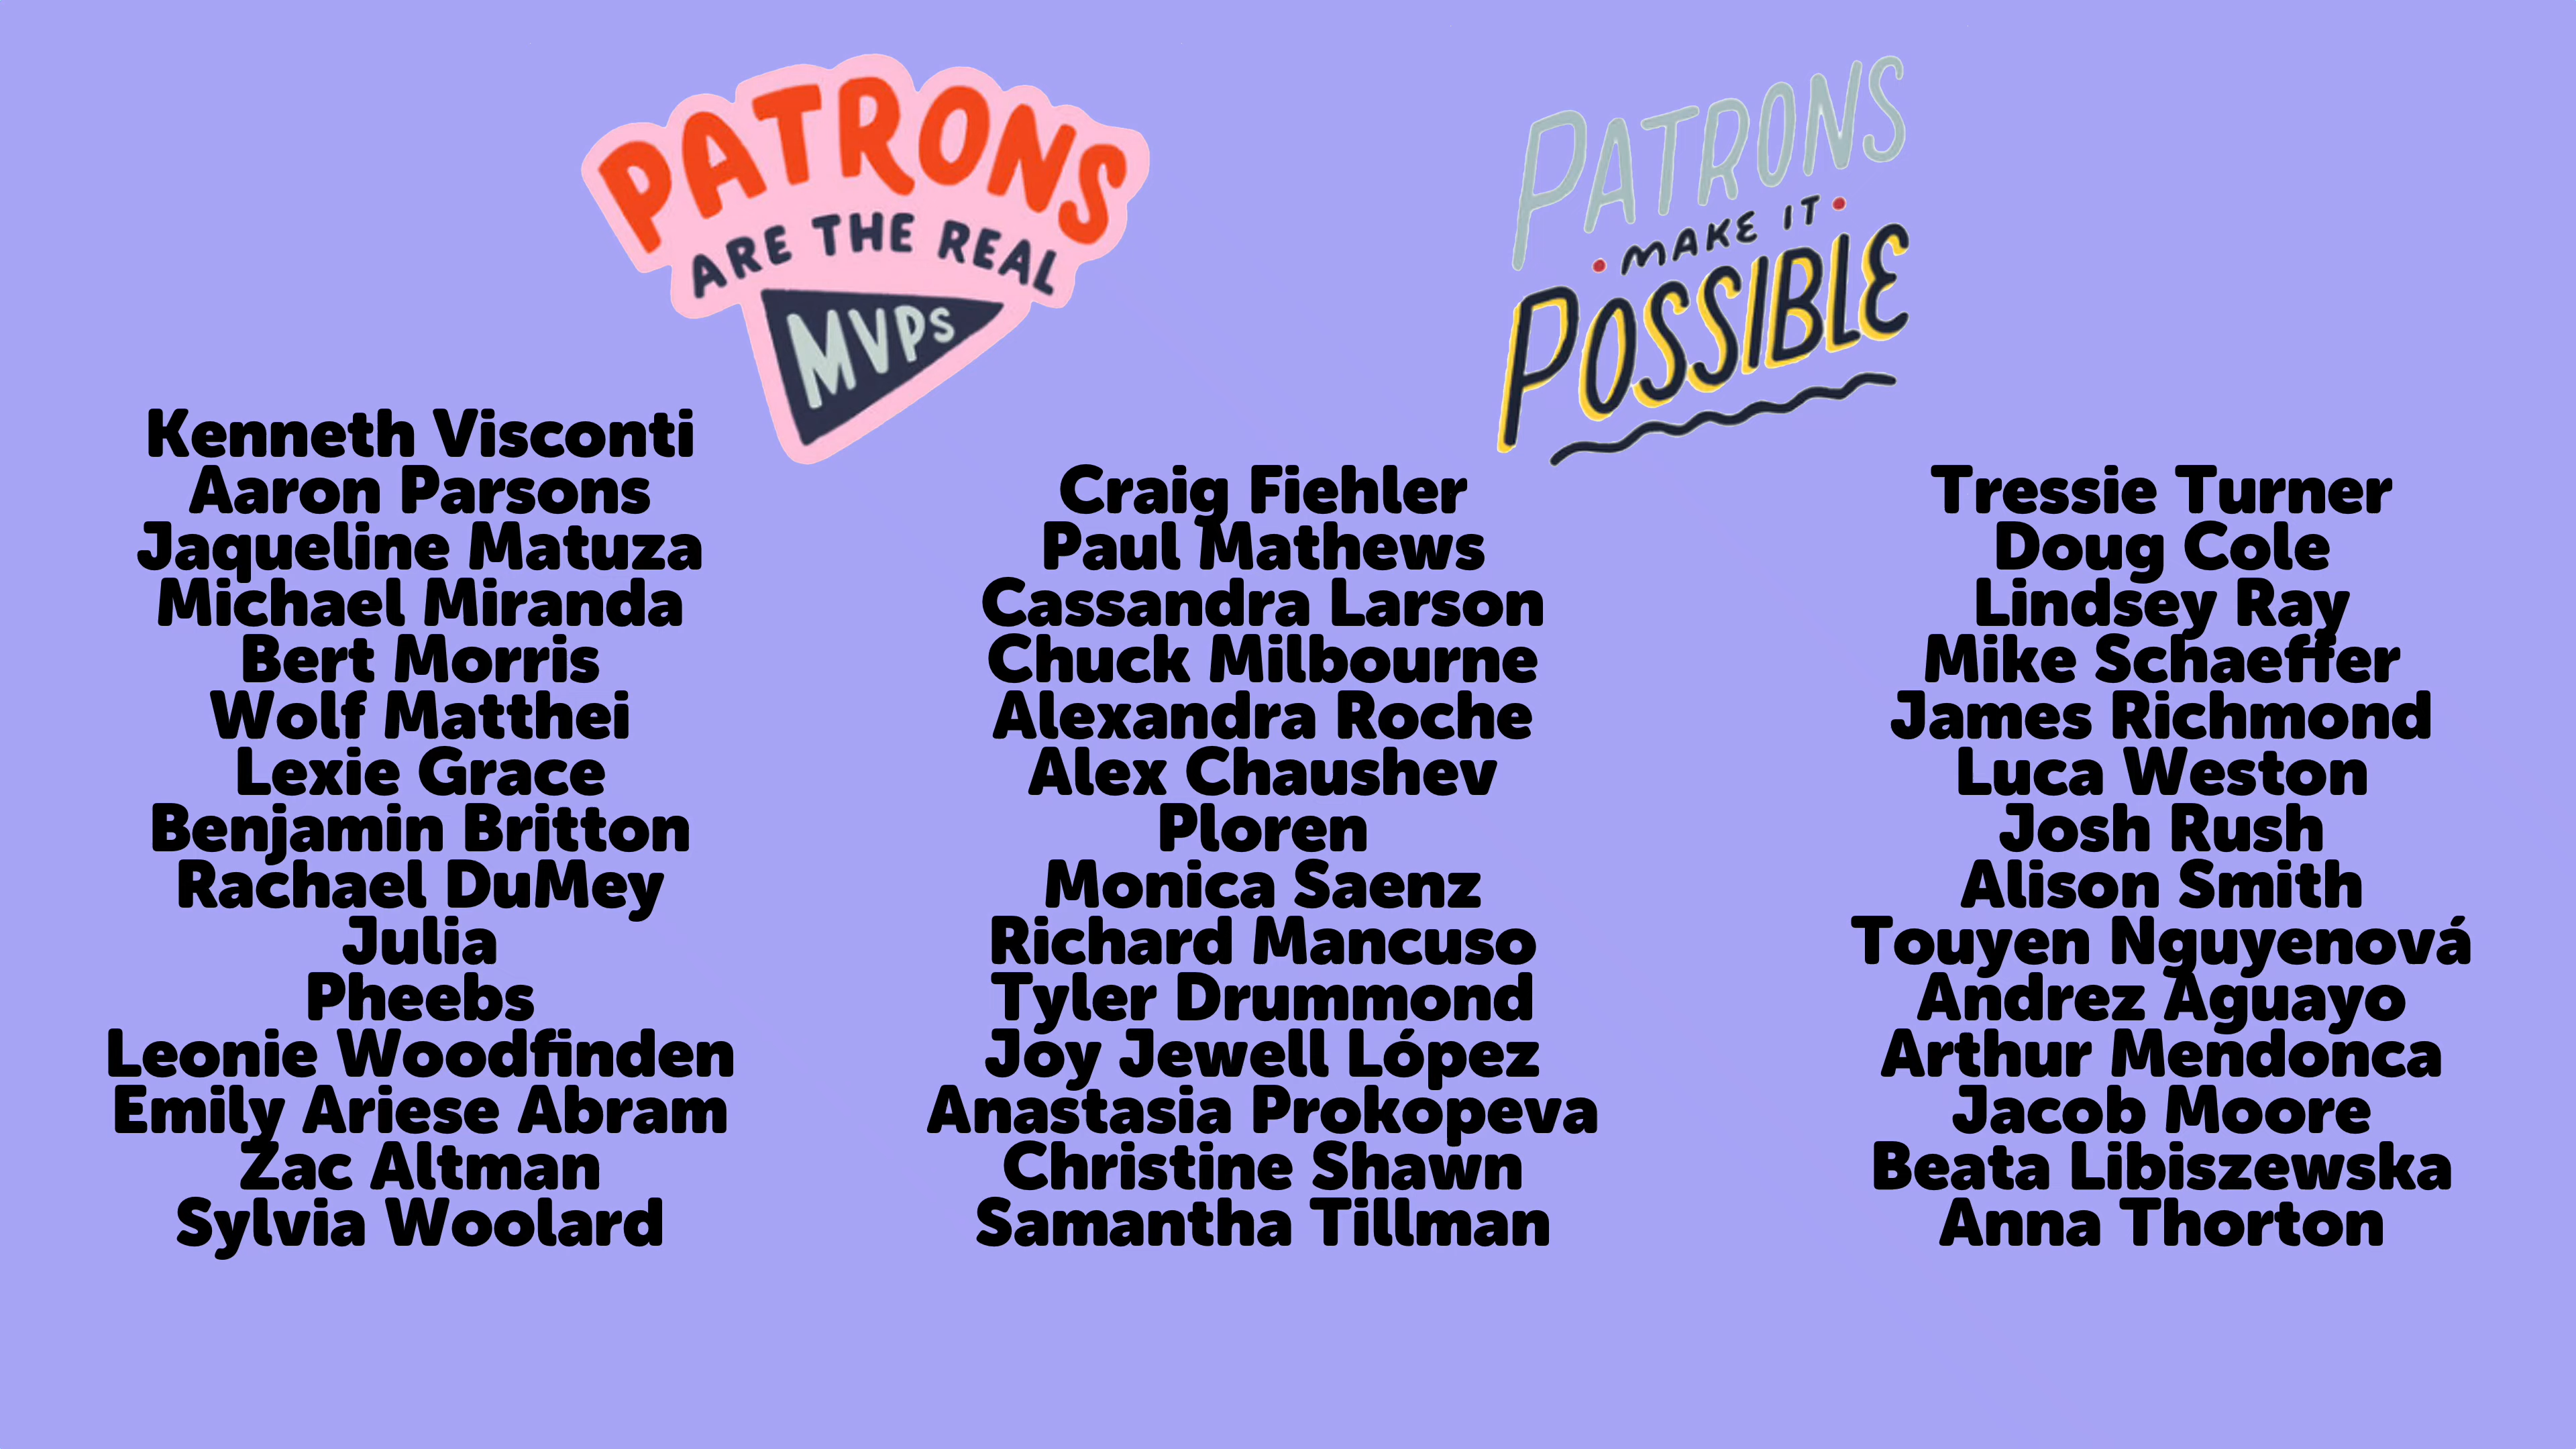 PATRONS
ARE THE REAL
MVPs
PATRONS
MAKE IT
POSSIBLE
Kenneth Visconti
Aaron Parsons
Jaqueline Matuza
Michael Miranda
Bert Morris
Wolf Matthei
Lexie Grace
Benjamin Britton
Rachael DuMey
Julia
Pheebs
Leonie Woodfinden
Emily Ariese Abram
Zac Altman
Sylvia Woolard
Craig Fiehler
Paul Mathews
Cassandra Larson
Chuck Milbourne
Alexandra Roche
Alex Chaushev
Ploren
Monica Saenz
Richard Mancuso
Tyler Drummond
Joy Jewell López
Anastasia Prokopeva
Christine Shawn
Samantha Tillman
Tressie Turner
Doug Cole
Lindsey Ray
Mike Schaeffer
James Richmond
Luca Weston
Josh Rush
Alison Smith
Touyen Nguyenová
Andrez Aguayo
Arthur Mendonca
Jacob Moore
Beata Libiszewska
Anna Thorton